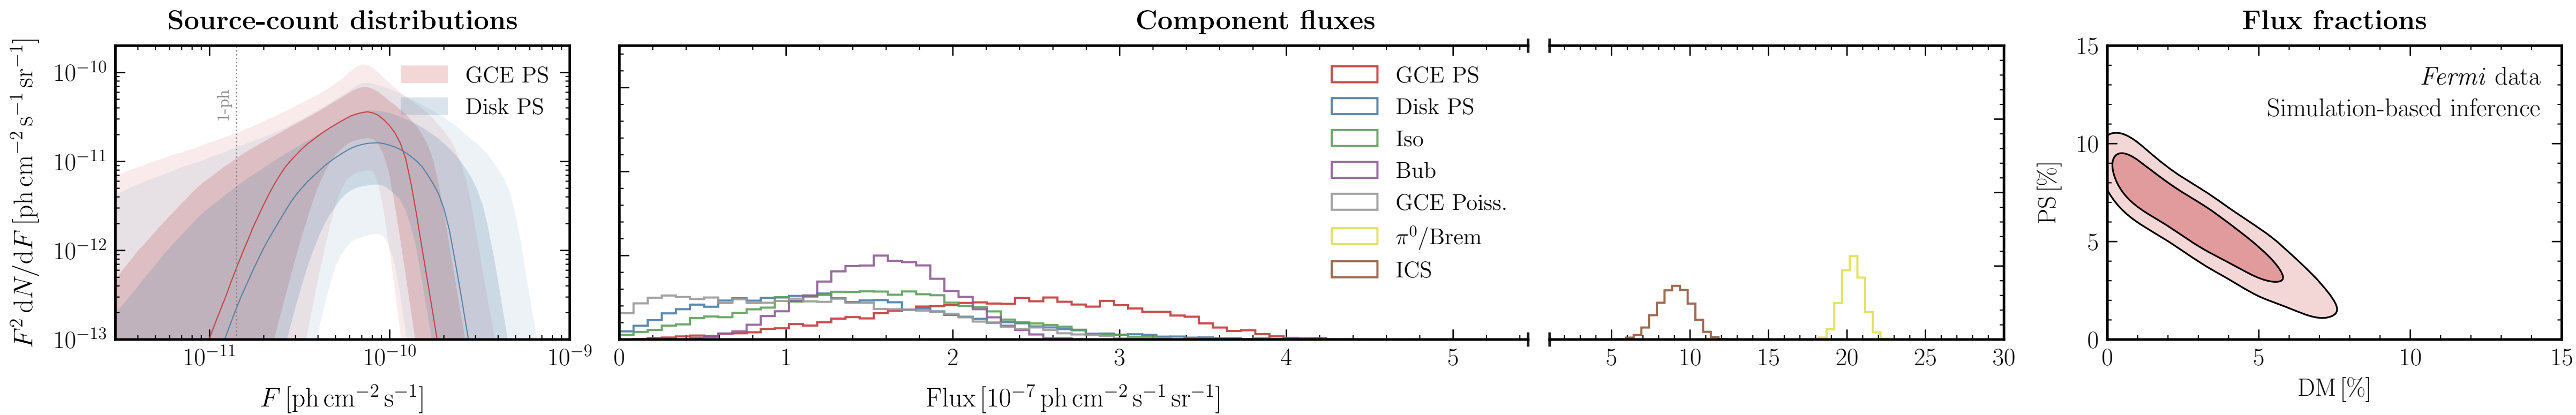 Source-count distributions
F² dN/dF [ph cm⁻² s⁻¹ sr⁻¹]
10⁻¹⁰
10⁻¹¹
10⁻¹²
10⁻¹³
1-ph
GCE PS
Disk PS
10⁻¹¹ 10⁻¹⁰ 10⁻⁹
F [ph cm⁻² s⁻¹]
Component fluxes
GCE PS
Disk PS
Iso
Bub
GCE Poiss.
π⁰/Brem
ICS
0 1 2 3 4 5
5 10 15 20 25 30
Flux [10⁻⁷ ph cm⁻² s⁻¹ sr⁻¹]
Flux fractions
PS [%]
15
10
5
0
Fermi data
Simulation-based inference
0 5 10 15
DM [%]